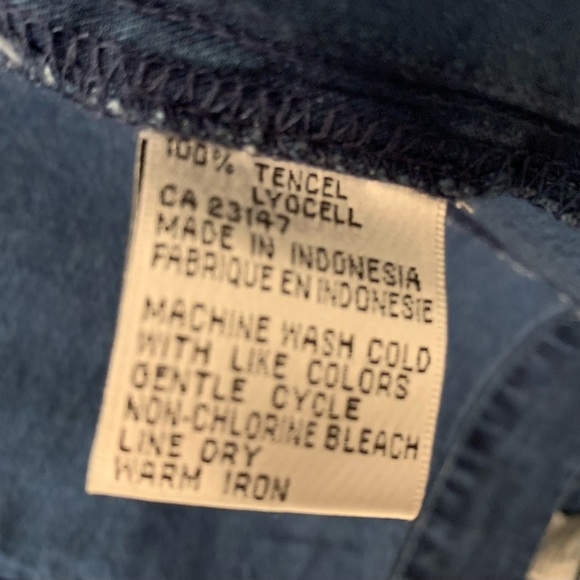 100% TENCEL
LYOCELL
CA 23147
MADE IN INDONESIA
FABRIQUE EN INDONESIE
MACHINE WASH COLD
WITH LIKE COLORS
GENTLE CYCLE
NON-CHLORINE BLEACH
LINE DRY
WARM IRON